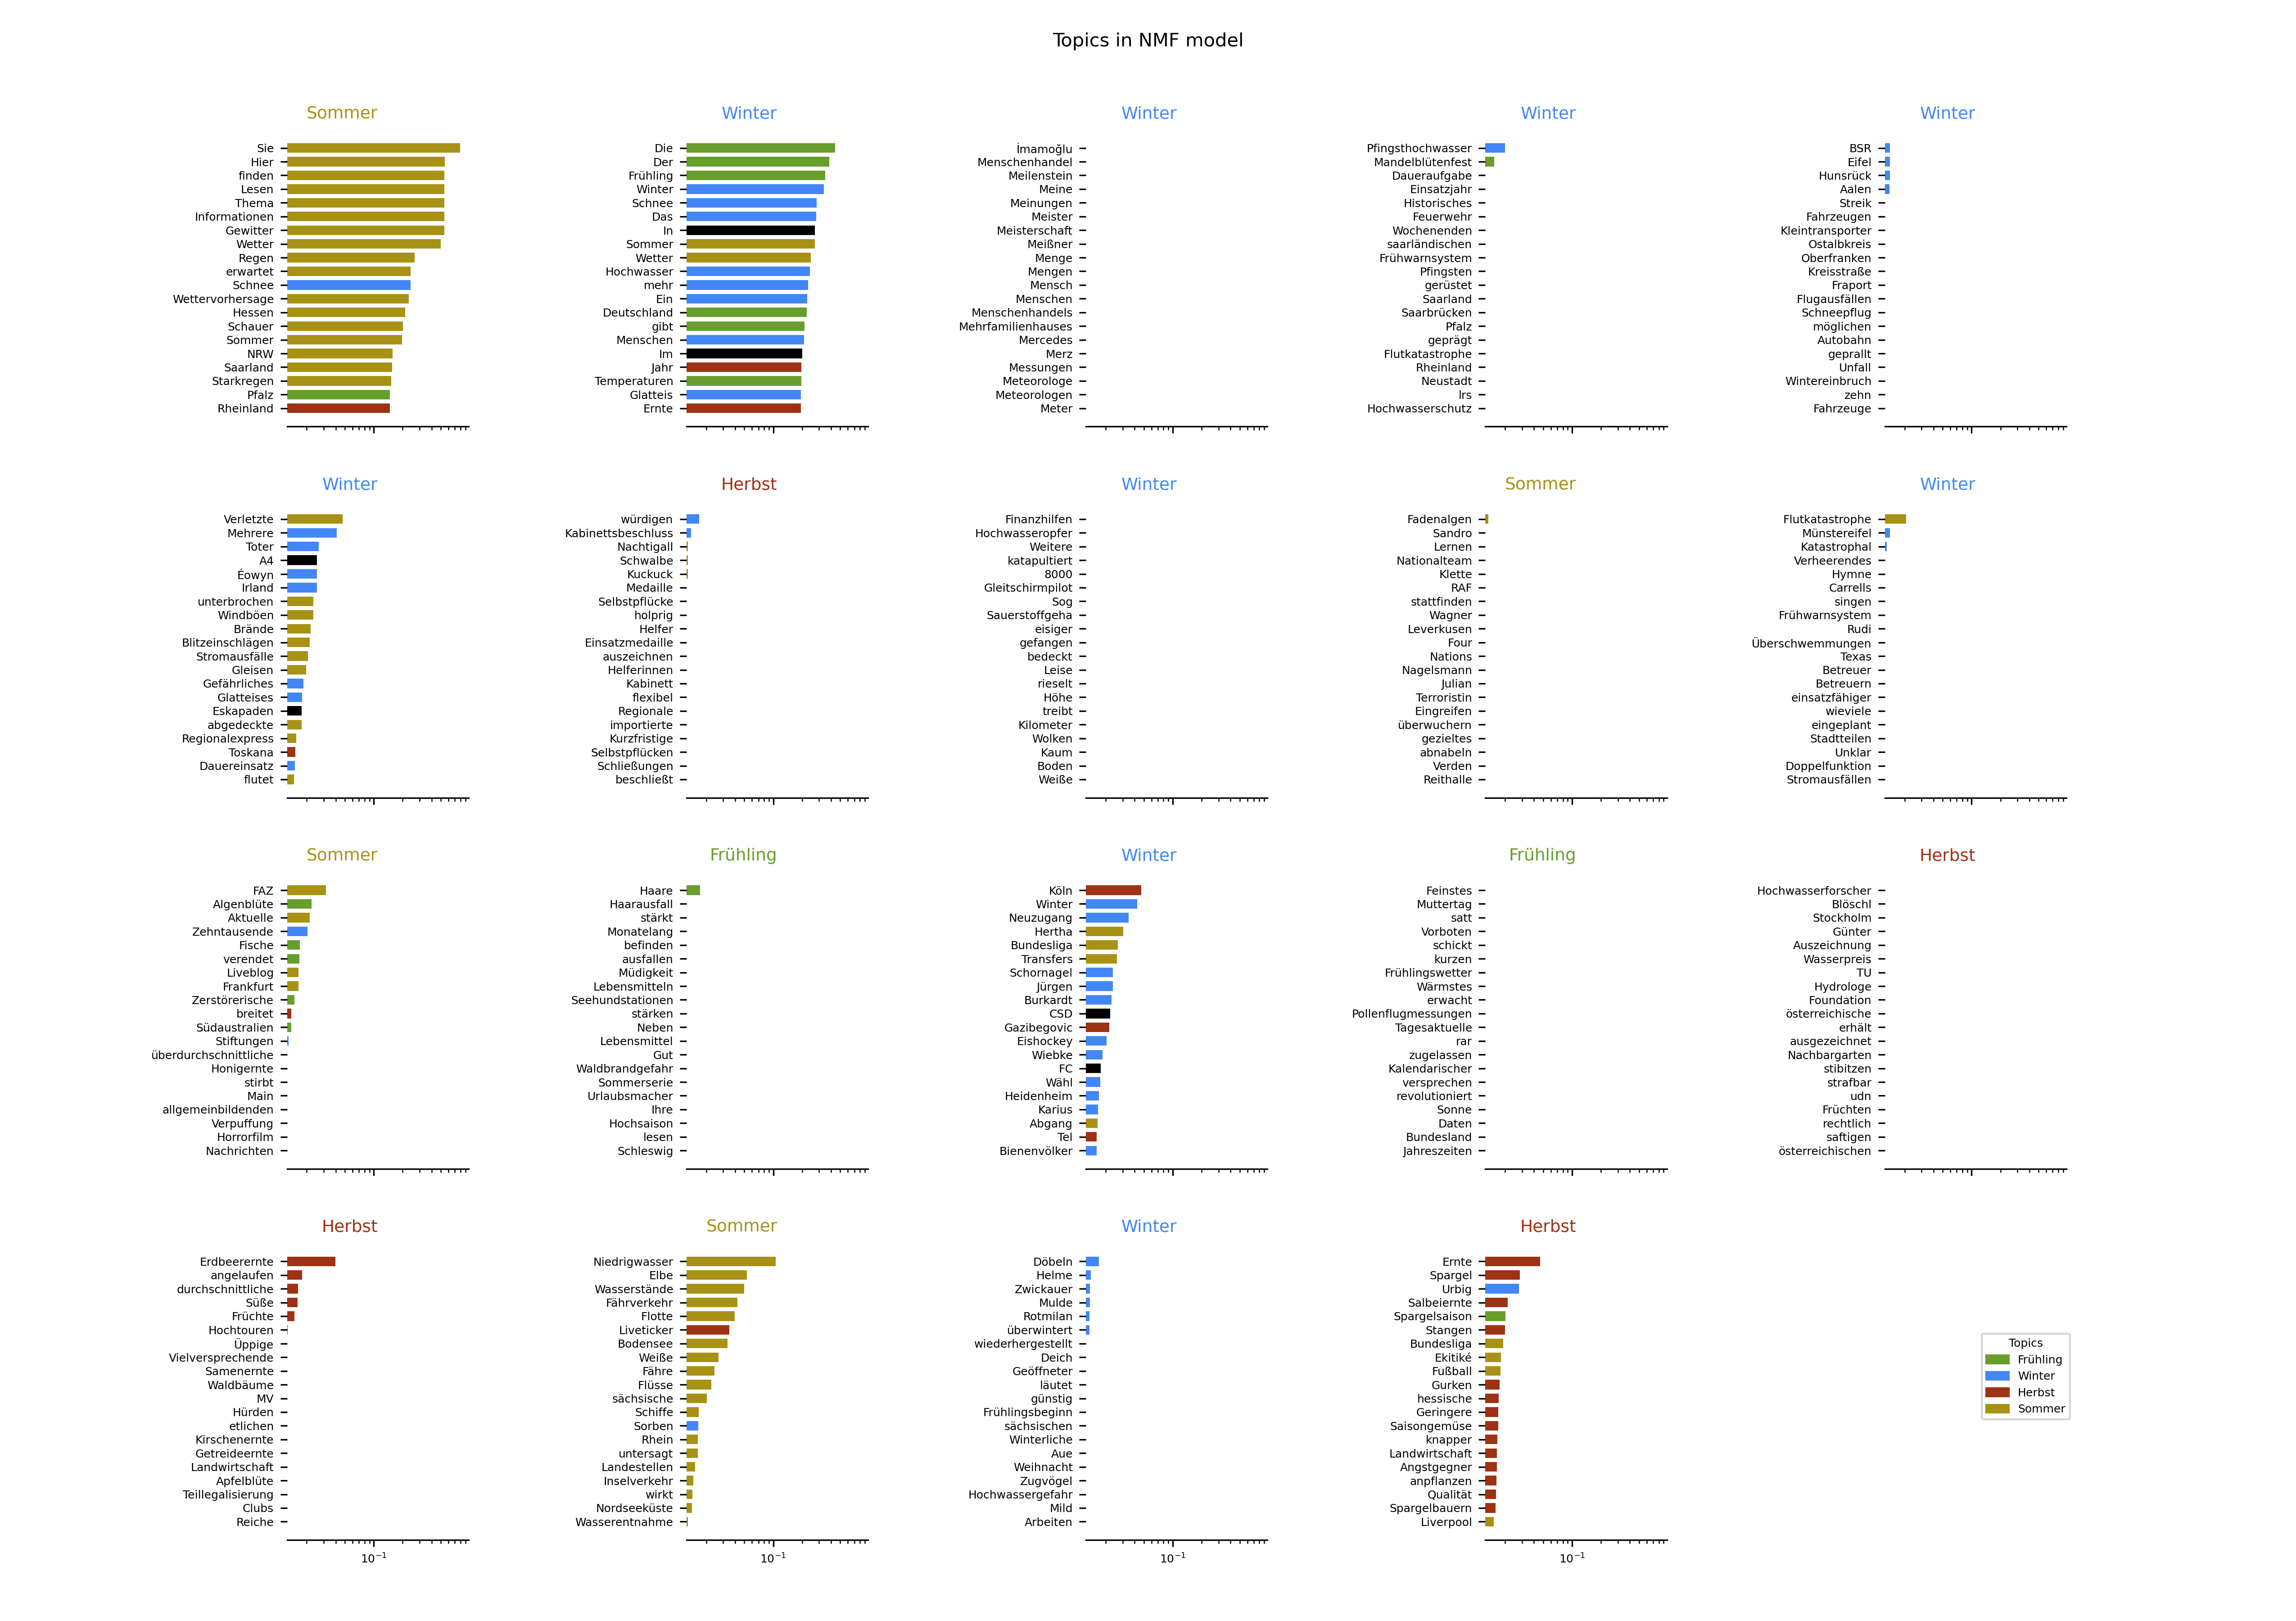 Topics in NMF model
Sommer
Sie
Hier
finden
Lesen
Thema
Informationen
Gewitter
Wetter
Regen
erwartet
Schnee
Wettervorhersage
Hessen
Schauer
Sommer
NRW
Saarland
Starkregen
Pfalz
Rheinland
Winter
Die
Der
Frühling
Winter
Schnee
Das
In
Sommer
Wetter
Hochwasser
mehr
Ein
Deutschland
gibt
Menschen
Im
Jahr
Temperaturen
Glatteis
Ernte
Winter
İmamoğlu
Menschenhandel
Meilenstein
Meine
Meinungen
Meister
Meisterschaft
Meißner
Menge
Mengen
Mensch
Menschen
Menschenhandels
Mehrfamilienhauses
Mercedes
Merz
Messungen
Meteorologe
Meteorologen
Meter
Winter
Pfingsthochwasser
Mandelblütenfest
Daueraufgabe
Einsatzjahr
Historisches
Feuerwehr
Wochenenden
saarländischen
Frühwarnsystem
Pfingsten
gerüstet
Saarland
Saarbrücken
Pfalz
geprägt
Flutkatastrophe
Rheinland
Neustadt
Irs
Hochwasserschutz
Winter
BSR
Eifel
Hunsrück
Aalen
Streik
Fahrzeugen
Kleintransporter
Ostalbkreis
Oberfranken
Kreisstraße
Fraport
Flugausfällen
Schneepflug
möglichen
Autobahn
geprallt
Unfall
Wintereinbruch
zehn
Fahrzeuge
Winter
Verletzte
Mehrere
Toter
A4
Éowyn
Irland
unterbrochen
Windböen
Brände
Blitzeinschlägen
Stromausfälle
Gleisen
Gefährliches
Glatteises
Eskapaden
abgedeckte
Regionalexpress
Toskana
Dauereinsatz
flutet
Herbst
würdigen
Kabinettsbeschluss
Nachtigall
Schwalbe
Kuckuck
Medaille
Selbstpflücke
holprig
Helfer
Einsatzmedaille
auszeichnen
Helferinnen
Kabinett
flexibel
Regionale
importierte
Kurzfristige
Selbstpflücken
Schließungen
beschließt
Winter
Finanzhilfen
Hochwasseropfer
Weitere
katapultiert
8000
Gleitschirmpilot
Sog
Sauerstoffgeha
eisiger
gefangen
bedeckt
Leise
rieselt
Höhe
treibt
Kilometer
Wolken
Kaum
Boden
Weiße
Sommer
Fadenalgen
Sandro
Lernen
Nationalteam
Klette
RAF
stattfinden
Wagner
Leverkusen
Four
Nations
Nagelsmann
Julian
Terroristin
Eingreifen
überwuchern
gezieltes
abnabeln
Verden
Reithalle
Winter
Flutkatastrophe
Münstereifel
Katastrophal
Verheerendes
Hymne
Carrells
singen
Frühwarnsystem
Rudi
Überschwemmungen
Texas
Betreuer
Betreuern
einsatzfähiger
wieviele
eingeplant
Stadtteilen
Unklar
Doppelfunktion
Stromausfällen
Sommer
FAZ
Algenblüte
Aktuelle
Zehntausende
Fische
verendet
Liveblog
Frankfurt
Zerstörerische
breitet
Südaustralien
Stiftungen
überdurchschnittliche
Honigernte
stirbt
Main
allgemeinbildenden
Verpuffung
Horrorfilm
Nachrichten
Frühling
Haare
Haarausfall
stärkt
Monatelang
befinden
ausfallen
Müdigkeit
Lebensmitteln
Seehundstationen
stärken
Neben
Lebensmittel
Gut
Waldbrandgefahr
Sommerserie
Urlaubsmacher
Ihre
Hochsaison
lesen
Schleswig
Winter
Köln
Winter
Neuzugang
Hertha
Bundesliga
Transfers
Schornagel
Jürgen
Burkardt
CSD
Gazibegovic
Eishockey
Wiebke
FC
Wähl
Heidenheim
Karius
Abgang
Tel
Bienenvölker
Frühling
Feinstes
Muttertag
satt
Vorboten
schickt
kurzen
Frühlingswetter
Wärmstes
erwacht
Pollenflugmessungen
Tagesaktuelle
rar
zugelassen
Kalendarischer
versprechen
revolutioniert
Sonne
Daten
Bundesland
Jahreszeiten
Herbst
Hochwasserforscher
Blöschl
Stockholm
Günter
Auszeichnung
Wasserpreis
TU
Hydrologe
Foundation
österreichische
erhält
ausgezeichnet
Nachbargarten
stibitzen
strafbar
udn
Früchten
rechtlich
saftigen
österreichischen
Herbst
Erdbeerernte
angelaufen
durchschnittliche
Süße
Früchte
Hochtouren
Üppige
Vielversprechende
Samenernte
Waldbäume
MV
Hürden
etlichen
Kirschenernte
Getreideernte
Landwirtschaft
Apfelblüte
Teillegalisierung
Clubs
Reiche
10⁻¹
Sommer
Niedrigwasser
Elbe
Wasserstände
Fährverkehr
Flotte
Liveticker
Bodensee
Weiße
Fähre
Flüsse
sächsische
Schiffe
Sorben
Rhein
untersagt
Landestellen
Inselverkehr
wirkt
Nordseeküste
Wasserentnahme
10⁻¹
Winter
Döbeln
Helme
Zwickauer
Mulde
Rotmilan
überwintert
wiederhergestellt
Deich
Geöffneter
läutet
günstig
Frühlingsbeginn
sächsischen
Winterliche
Aue
Weihnacht
Zugvögel
Hochwassergefahr
Mild
Arbeiten
10⁻¹
Herbst
Ernte
Spargel
Urbig
Salbeiernte
Spargelsaison
Stangen
Bundesliga
Ekitiké
Fußball
Gurken
hessische
Geringere
Saisongemüse
knapper
Landwirtschaft
Angstgegner
anpflanzen
Qualität
Spargelbauern
Liverpool
10⁻¹
Topics
Frühling
Winter
Herbst
Sommer